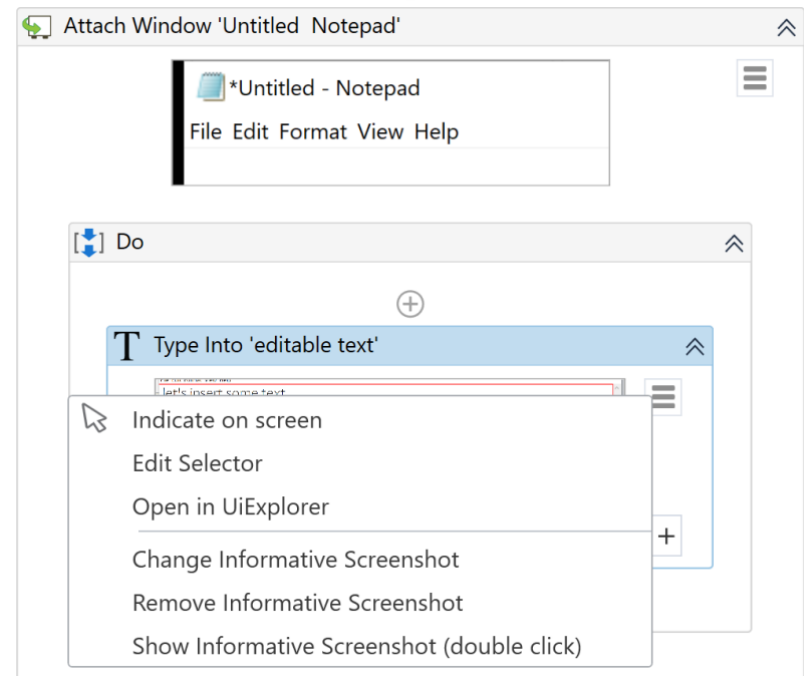 Attach Window 'Untitled  Notepad'
*Untitled - Notepad
File Edit Format View Help
Do
T Type Into 'editable text'
let's insert some text
Indicate on screen
Edit Selector
Open in UiExplorer
Change Informative Screenshot
Remove Informative Screenshot
Show Informative Screenshot (double click)